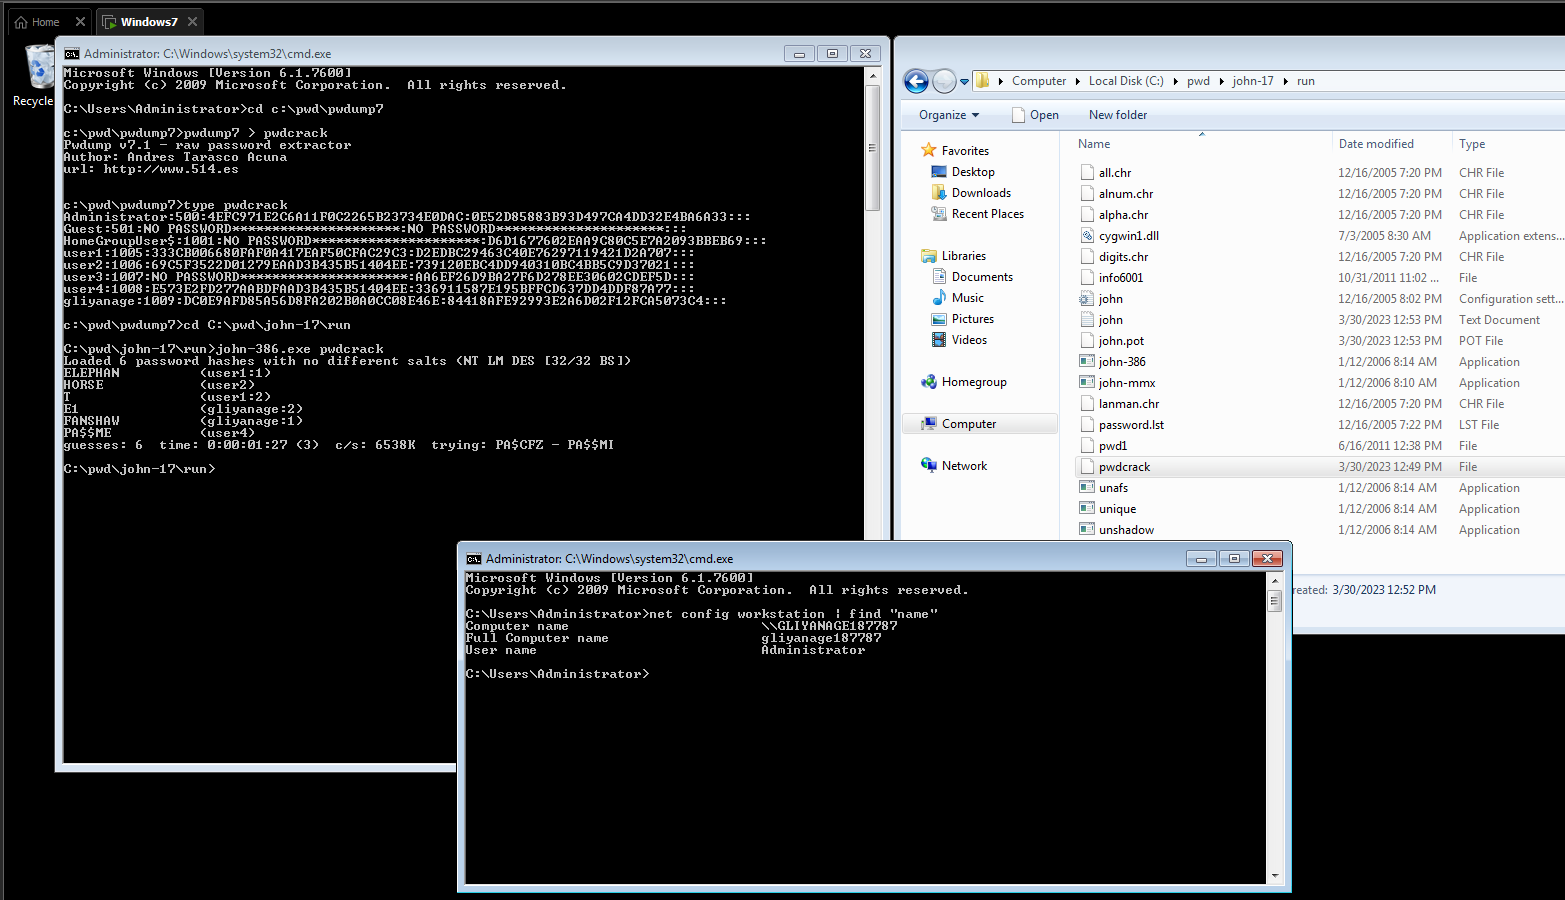 Home
Windows7
Recycle
Administrator: C:\Windows\system32\cmd.exe
Microsoft Windows [Version 6.1.7600]
Copyright (c) 2009 Microsoft Corporation.  All rights reserved.
C:\Users\Administrator>cd c:\pwd\pwdump7
c:\pwd\pwdump7>pwdump7 > pwdcrack
Pwdump v7.1 - raw password extractor
Author: Andres Tarasco Acuna
url: http://www.514.es
c:\pwd\pwdump7>type pwdcrack
Administrator:500:4EFC971E2C6A11F0C2265B23734E0DAC:0E52D85883B93D497CA4DD32E4BA6A33:::
Guest:501:NO PASSWORD*********************:NO PASSWORD*********************:::
HomeGroupUser$:1001:NO PASSWORD*********************:D6D1677602EAA9C80C5E7A2093BBEB69:::
user1:1005:333CB006680FAF0A417EAF50CFAC29C3:D2EDBC29463C40E76297119421D2A707:::
user2:1006:69C5F3522D01279EAAD3B435B51404EE:739120EBC4DD940310BC4BB5C9D37021:::
user3:1007:NO PASSWORD*********************:AA6EF26D9BA27F6D278EE30602CDEF5D:::
user4:1008:E573E2FD277AABDFAAD3B435B51404EE:336911587E195BFFCD637DD4DDF87A77:::
gliyanage:1009:DC0E9AFD85A56D8FA202B0A0CC08E46E:84418AFE92993E2A6D02F12FCA5073C4:::
c:\pwd\pwdump7>cd C:\pwd\john-17\run
C:\pwd\john-17\run>john-386.exe pwdcrack
Loaded 6 password hashes with no different salts (NT LM DES [32/32 BS])
ELEPHAN          (user1:1)
HORSE            (user2)
T                (user1:2)
E1               (gliyanage:2)
FANSHAW          (gliyanage:1)
PA$$ME           (user4)
guesses: 6  time: 0:00:01:27 (3)  c/s: 6538K  trying: PA$CFZ - PA$$MI
C:\pwd\john-17\run>
Computer Local Disk (C:) pwd john-17 run
Organize Open New folder
Favorites
Desktop
Downloads
Recent Places
Libraries
Documents
Music
Pictures
Videos
Homegroup
Computer
Network
Name Date modified Type
all.chr 12/16/2005 7:20 PM CHR File
alnum.chr 12/16/2005 7:20 PM CHR File
alpha.chr 12/16/2005 7:20 PM CHR File
cygwin1.dll 7/3/2005 8:30 AM Application exten...
digits.chr 12/16/2005 7:20 PM CHR File
info6001 10/31/2011 11:02 ... File
john 12/16/2005 8:02 PM Configuration sett...
john 3/30/2023 12:53 PM Text Document
john.pot 3/30/2023 12:53 PM POT File
john-386 1/12/2006 8:14 AM Application
john-mmx 1/12/2006 8:10 AM Application
lanman.chr 12/16/2005 7:20 PM CHR File
password.lst 12/16/2005 7:22 PM LST File
pwd1 6/16/2011 12:38 PM File
pwdcrack 3/30/2023 12:49 PM File
unafs 1/12/2006 8:14 AM Application
unique 1/12/2006 8:14 AM Application
unshadow 1/12/2006 8:14 AM Application
reated: 3/30/2023 12:52 PM
Administrator: C:\Windows\system32\cmd.exe
Microsoft Windows [Version 6.1.7600]
Copyright (c) 2009 Microsoft Corporation.  All rights reserved.
C:\Users\Administrator>net config workstation | find "name"
Computer name                        \\GLIYANAGE187787
Full Computer name                   gliyanage187787
User name                            Administrator
C:\Users\Administrator>